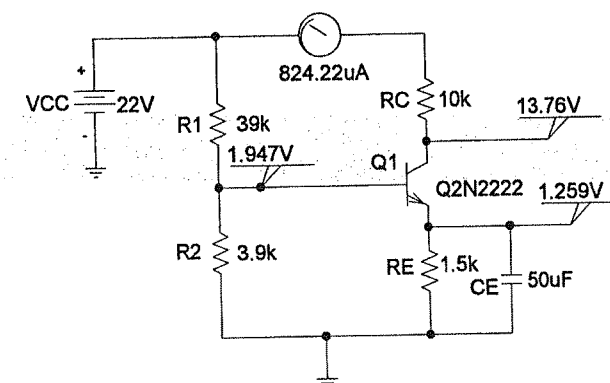 824.22uA
+
VCC
22V
-
R1
39k
RC
10k
13.76V
1.947V
Q1
Q2N2222
1.259V
R2
3.9k
RE
1.5k
CE
50uF